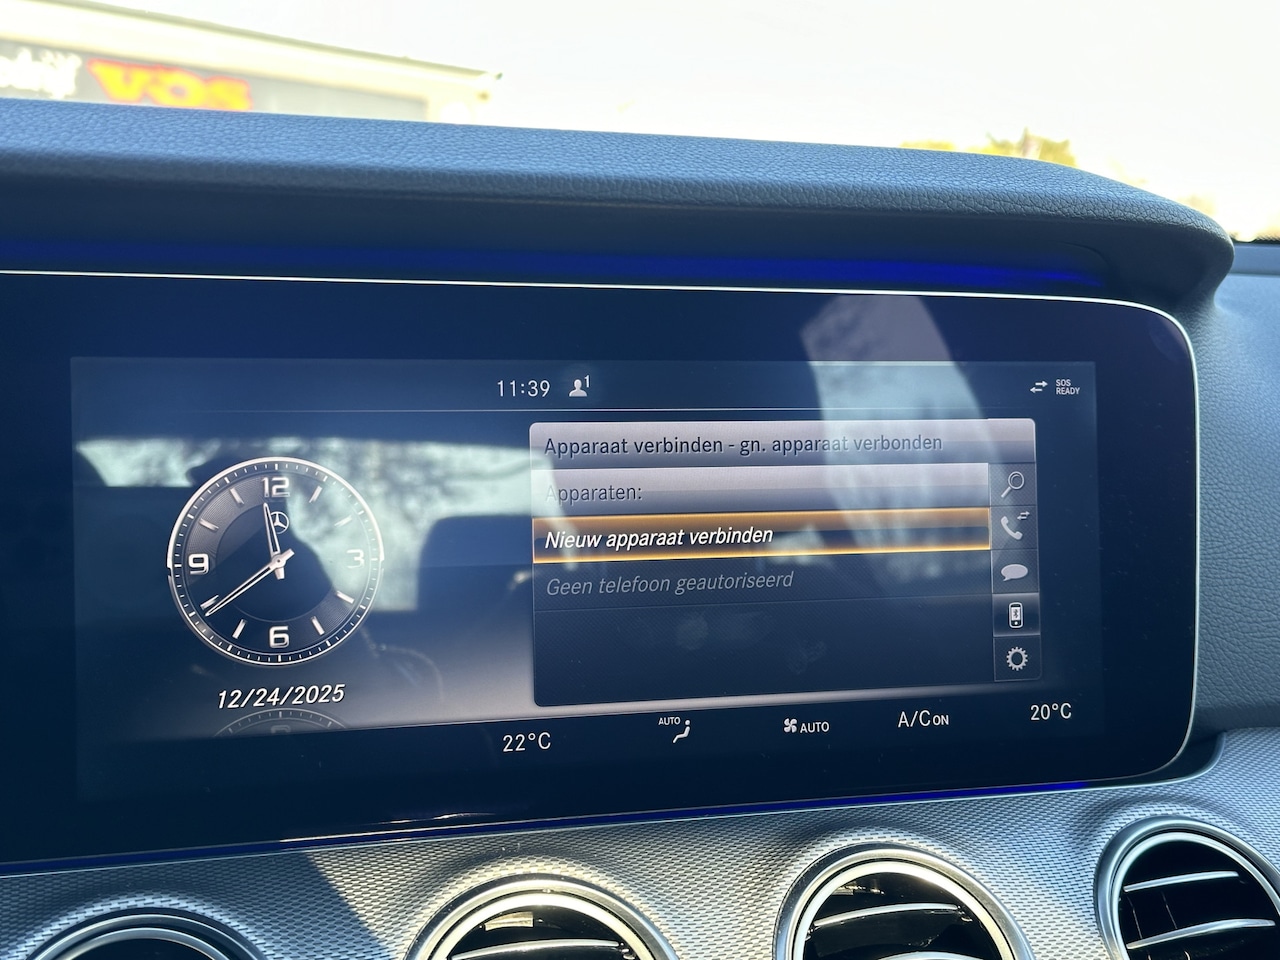 VOS
11:39 1
SOS
READY
Apparaat verbinden - gn. apparaat verbonden
Apparaten:
Nieuw apparaat verbinden
Geen telefoon geautoriseerd
12
3
6
9
12/24/2025
22°C
AUTO
AUTO
A/C ON
20°C